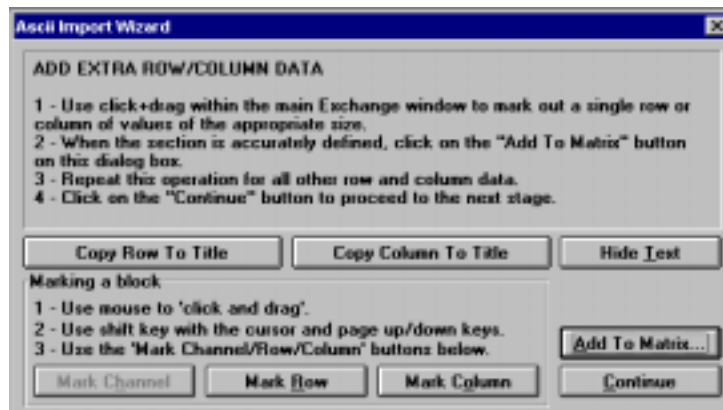 Ascii Import Wizard
ADD EXTRA ROW/COLUMN DATA
1 - Use click+drag within the main Exchange window to mark out a single row or
column of values of the appropriate size.
2 - When the section is accurately defined, click on the "Add To Matrix" button
on this dialog box.
3 - Repeat this operation for all other row and column data.
4 - Click on the "Continue" button to proceed to the next stage.
Copy Row To Title Copy Column To Title Hide Text
Marking a block
1 - Use mouse to 'click and drag'.
2 - Use shift key with the cursor and page up/down keys.
3 - Use the 'Mark Channel/Row/Column' buttons below.
Add To Matrix...
Mark Channel Mark Row Mark Column Continue